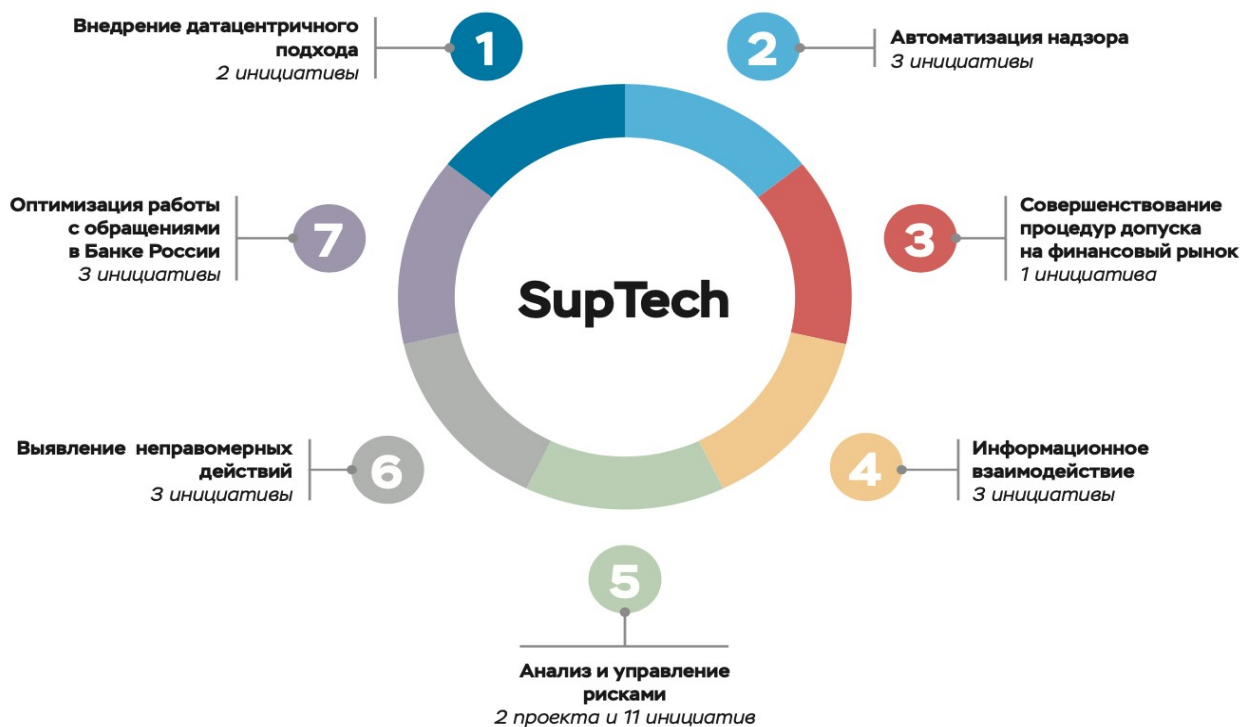 Внедрение датацентричного
подхода
2 инициативы
1
2
Автоматизация надзора
3 инициативы
Оптимизация работы
с обращениями
в Банке России
3 инициативы
7
SupTech
3
Совершенствование
процедур допуска
на финансовый рынок
1 инициатива
Выявление неправомерных
действий
3 инициативы
6
4
Информационное
взаимодействие
3 инициативы
5
Анализ и управление
рисками
2 проекта и 11 инициатив